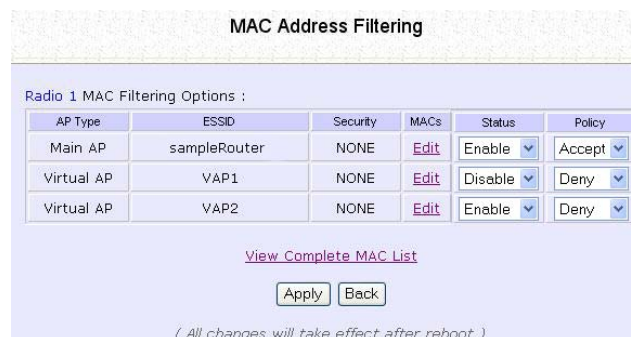 MAC Address Filtering
Radio 1 MAC Filtering Options :
AP Type ESSID Security MACs Status Policy
Main AP sampleRouter NONE Edit Enable Accept
Virtual AP VAP1 NONE Edit Disable Deny
Virtual AP VAP2 NONE Edit Enable Deny
View Complete MAC List
Apply Back
( All changes will take effect after reboot )